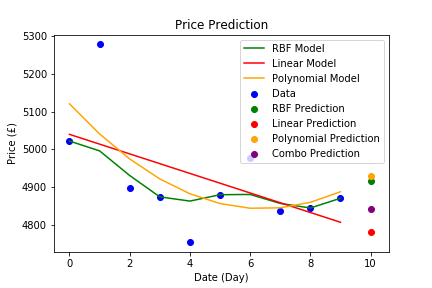 Price Prediction
5300
5200
5100
5000
4900
4800
Price (£)
RBF Model
Linear Model
Polynomial Model
Data
RBF Prediction
Linear Prediction
Polynomial Prediction
Combo Prediction
0
2
4
6
8
10
Date (Day)